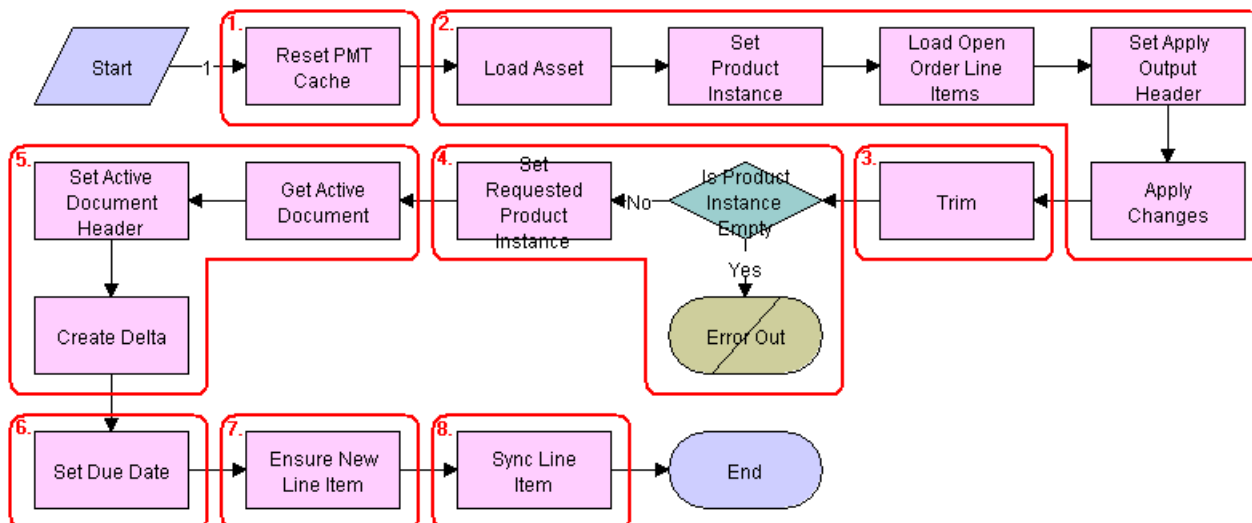 Start
1
1.
Reset PMT
Cache
2.
Load Asset
Set
Product
Instance
Load Open
Order Line
Items
Set Apply
Output
Header
Apply
Changes
3.
Trim
4.
Is Product
Instance
Empty
No
Yes
Error Out
Set
Requested
Product
Instance
5.
Get Active
Document
Set Active
Document
Header
Create Delta
6.
Set Due Date
7.
Ensure New
Line Item
8.
Sync Line
Item
End